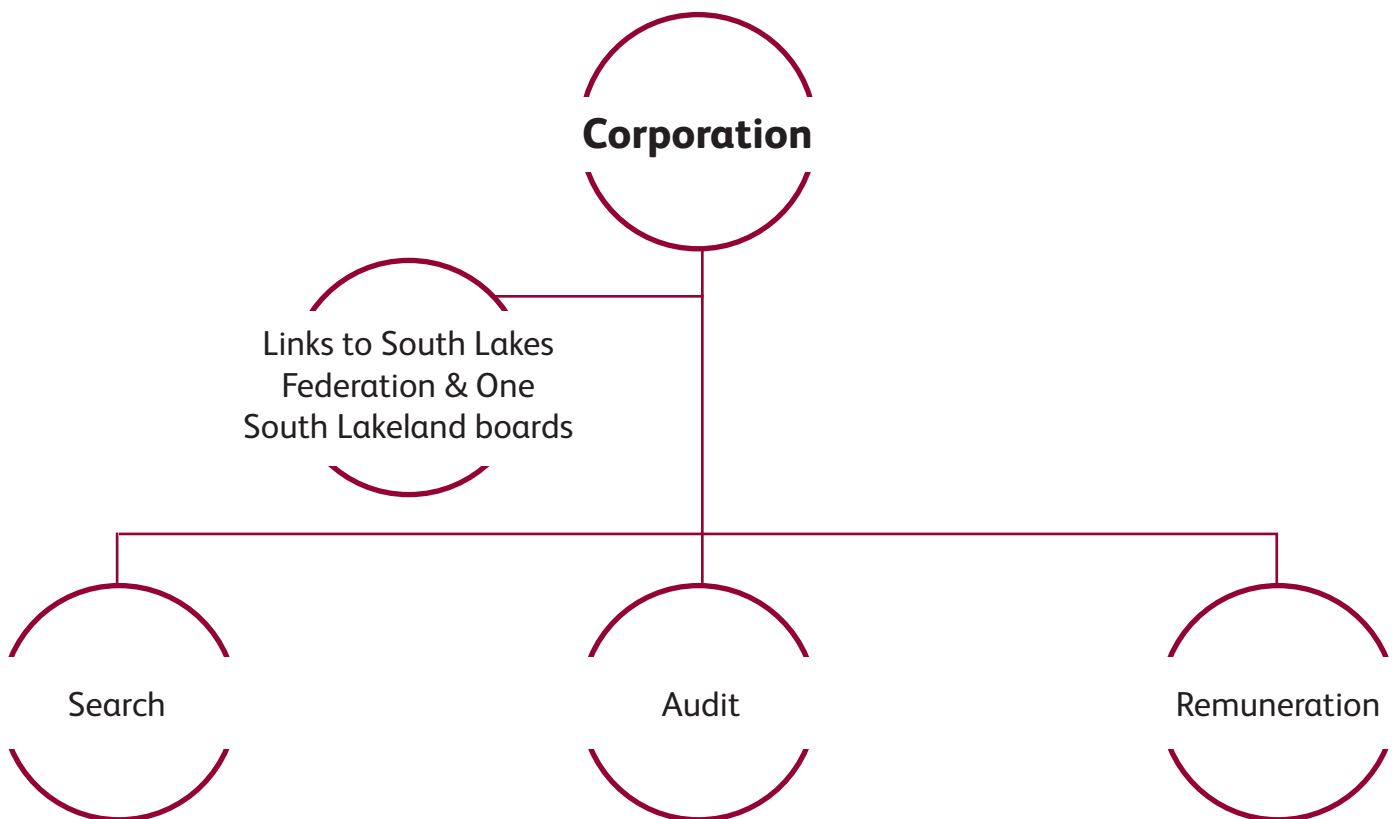 Corporation
Links to South Lakes
Federation & One
South Lakeland boards
Search
Audit
Remuneration